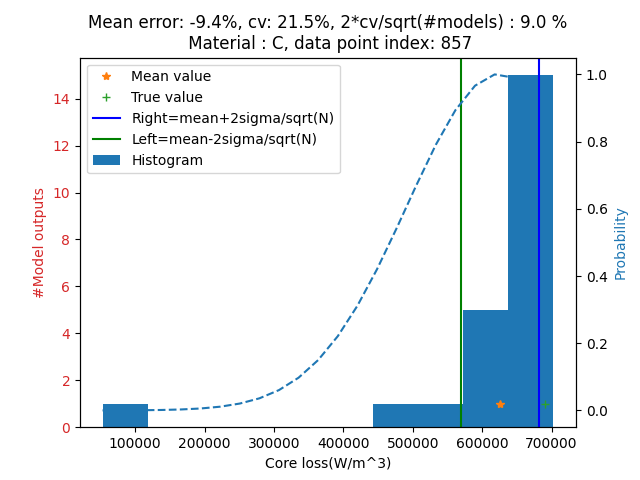 Mean error: -9.4%, cv: 21.5%, 2*cv/sqrt(#models) : 9.0 %
Material : C, data point index: 857
Mean value
True value
Right=mean+2sigma/sqrt(N)
Left=mean-2sigma/sqrt(N)
Histogram
#Model outputs
14
12
10
8
6
4
2
0
1.0
0.8
0.6
0.4
0.2
0.0
Probability
100000 200000 300000 400000 500000 600000 700000
Core loss(W/m^3)